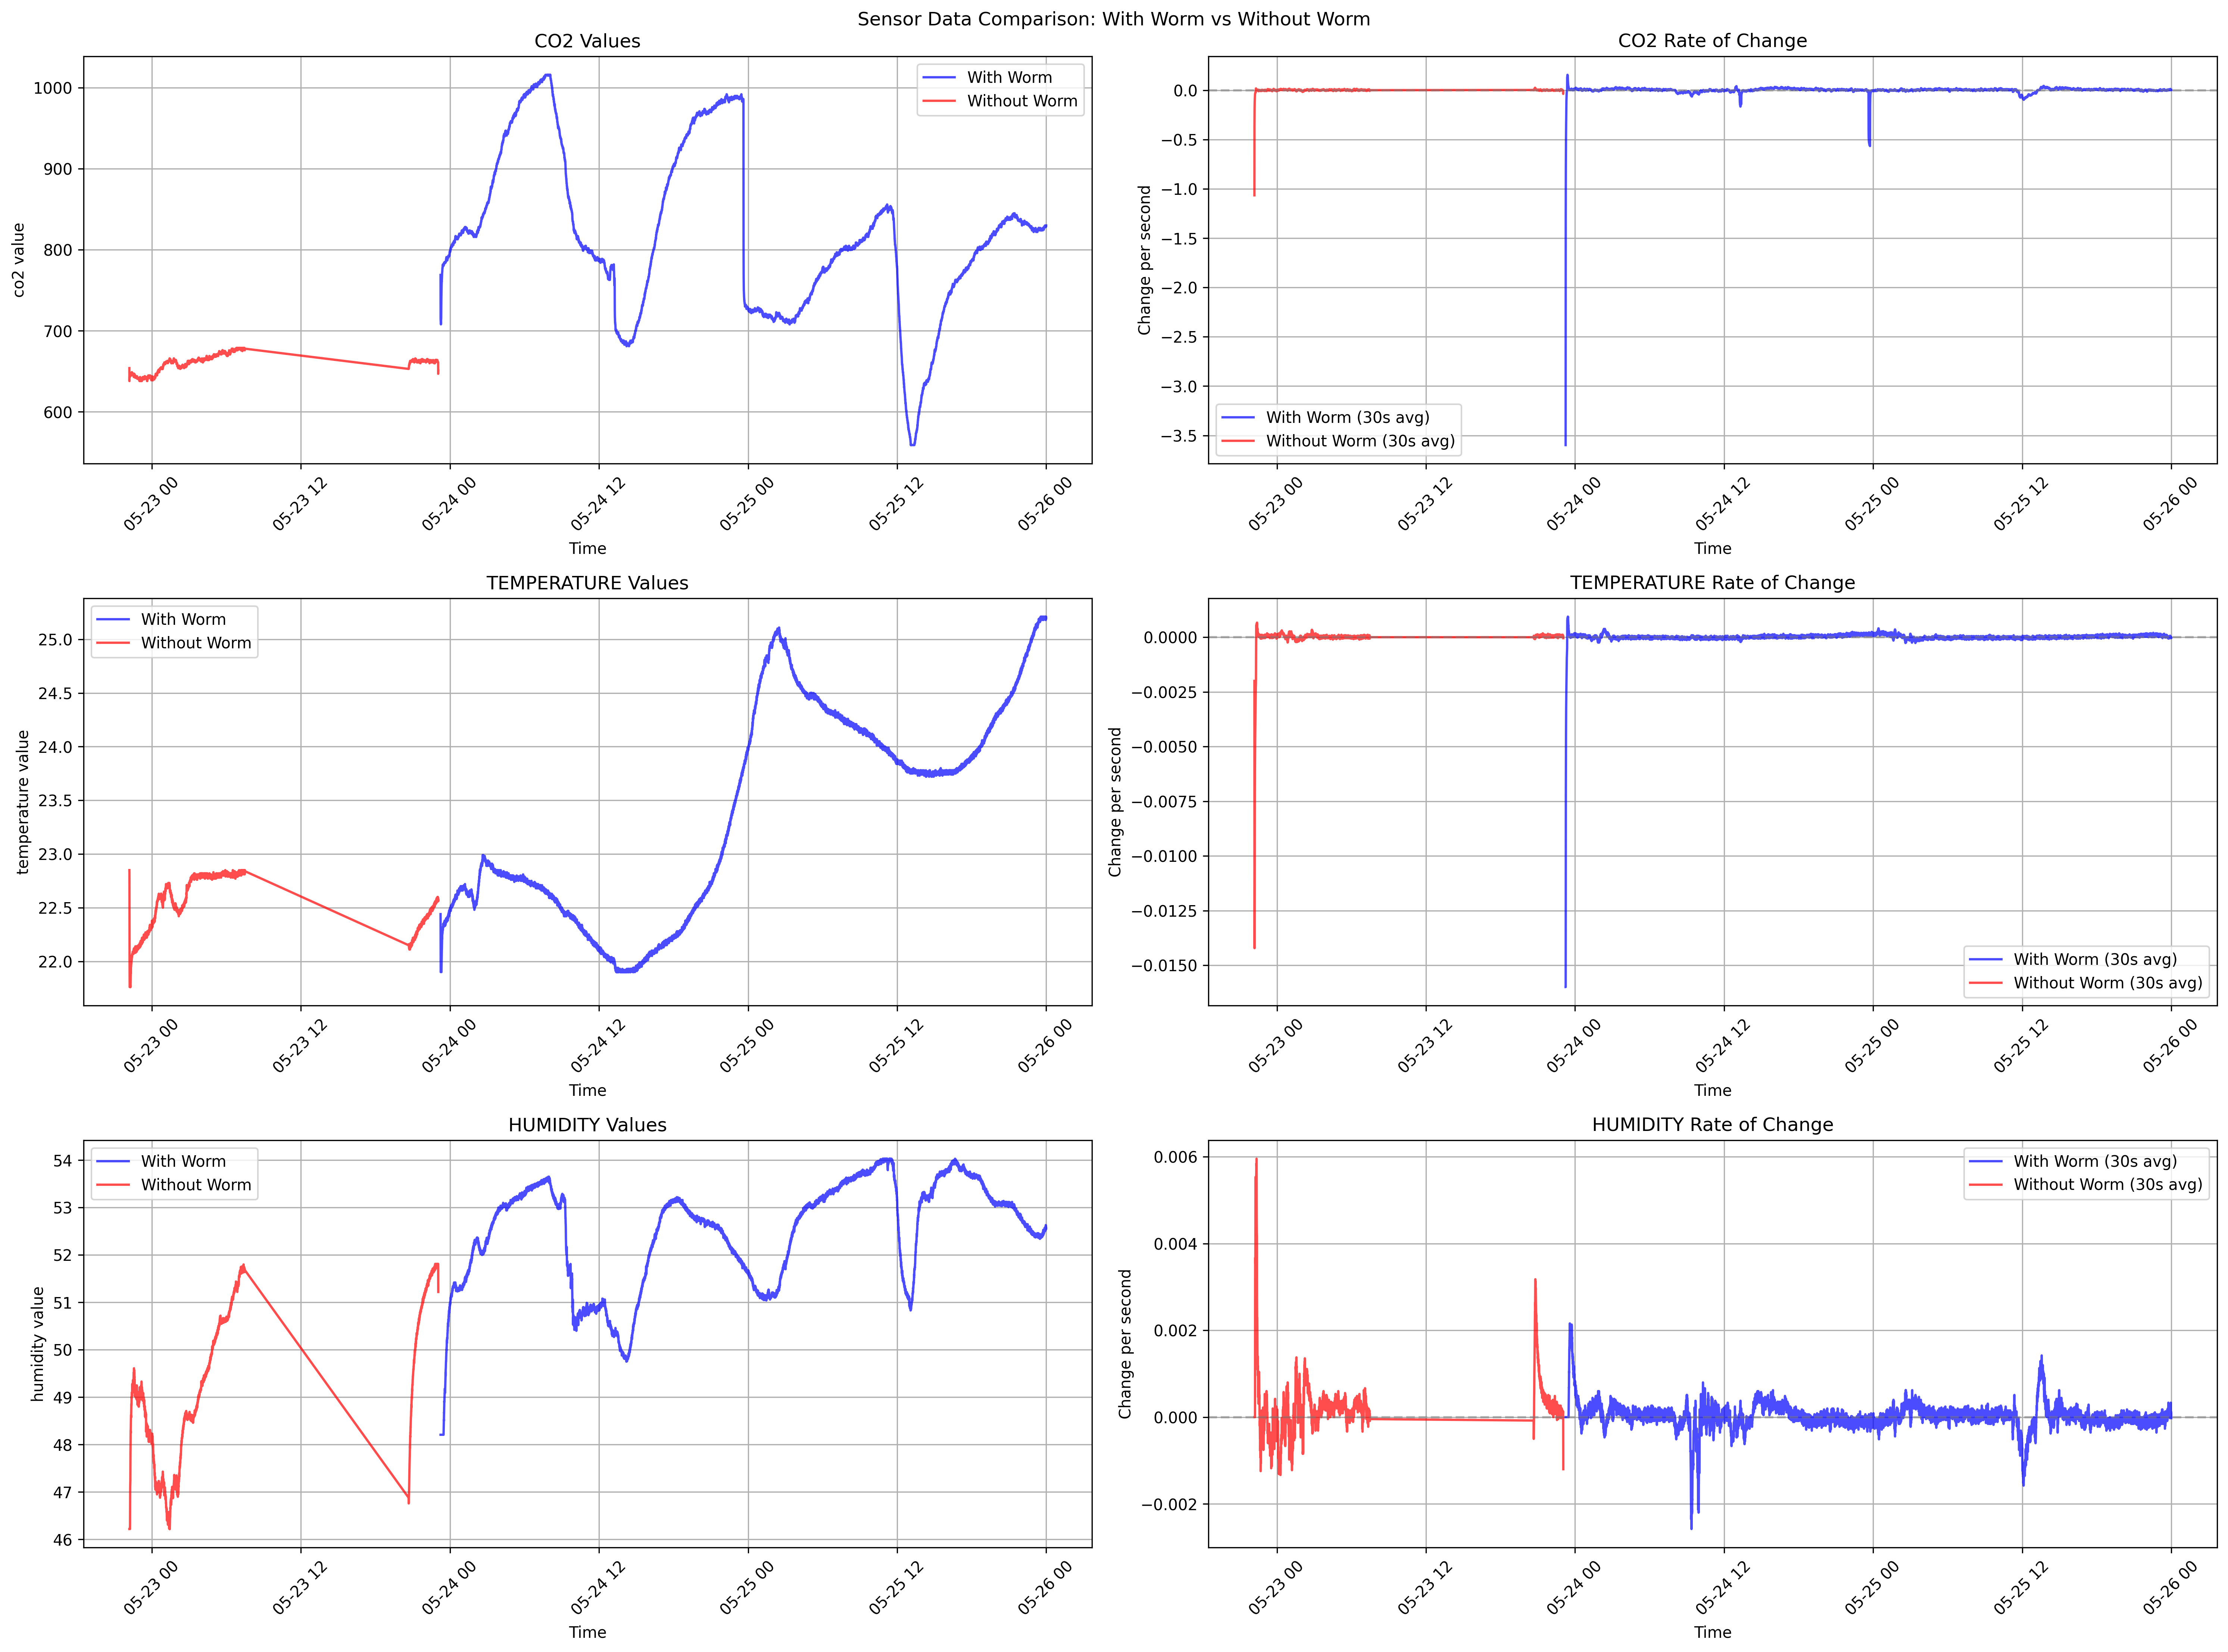 Sensor Data Comparison: With Worm vs Without Worm
CO2 Values
With Worm
Without Worm
1000
900
800
700
600
co2 value
05-23 00
05-23 12
05-24 00
05-24 12
05-25 00
05-25 12
05-26 00
Time
CO2 Rate of Change
0.0
−0.5
−1.0
−1.5
−2.0
−2.5
−3.0
−3.5
Change per second
With Worm (30s avg)
Without Worm (30s avg)
05-23 00
05-23 12
05-24 00
05-24 12
05-25 00
05-25 12
05-26 00
Time
TEMPERATURE Values
With Worm
Without Worm
25.0
24.5
24.0
23.5
23.0
22.5
22.0
temperature value
05-23 00
05-23 12
05-24 00
05-24 12
05-25 00
05-25 12
05-26 00
Time
TEMPERATURE Rate of Change
0.0000
−0.0025
−0.0050
−0.0075
−0.0100
−0.0125
−0.0150
Change per second
With Worm (30s avg)
Without Worm (30s avg)
05-23 00
05-23 12
05-24 00
05-24 12
05-25 00
05-25 12
05-26 00
Time
HUMIDITY Values
With Worm
Without Worm
54
53
52
51
50
49
48
47
46
humidity value
05-23 00
05-23 12
05-24 00
05-24 12
05-25 00
05-25 12
05-26 00
Time
HUMIDITY Rate of Change
With Worm (30s avg)
Without Worm (30s avg)
0.006
0.004
0.002
0.000
−0.002
Change per second
05-23 00
05-23 12
05-24 00
05-24 12
05-25 00
05-25 12
05-26 00
Time